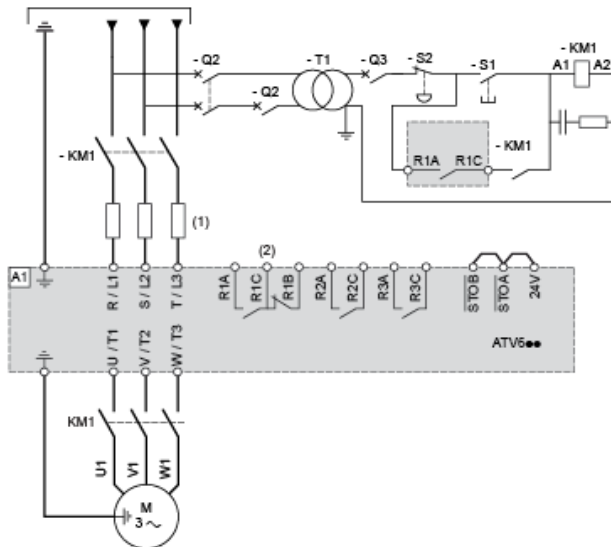 - Q2
- T1
- Q3
- S2
- S1
- KM1
A1
A2
- Q2
- KM1
R1A
R1C
- KM1
(1)
(2)
A1
R / L1
S / L2
T / L3
R1A
R1C
R1B
R2A
R2C
R3A
R3C
STOB
STOA
24V
U / T1
V / T2
W / T3
ATV6●●
KM1
U1
V1
W1
M
3 ~